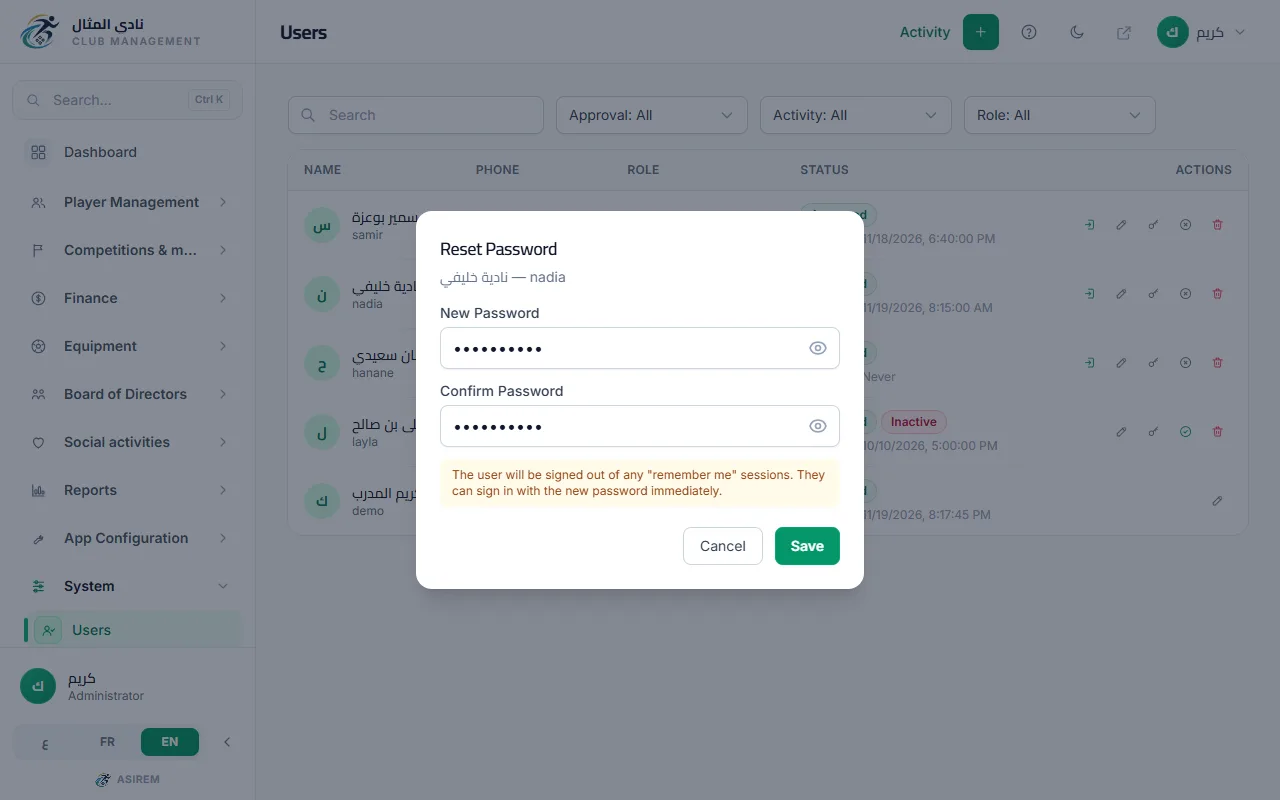 نادي المثال
CLUB MANAGEMENT
Users
Activity
كريم
Search...
Ctrl K
Dashboard
Player Management
Competitions & m...
Finance
Equipment
Board of Directors
Social activities
Reports
App Configuration
System
Users
ك
كريم
Administrator
ع
FR
EN
ASIREM
Search
Approval: All
Activity: All
Role: All
NAME
PHONE
ROLE
STATUS
ACTIONS
س
سمير بوعزة
samir
11/18/2026, 6:40:00 PM
ن
nadia
11/19/2026, 8:15:00 AM
ح
hanane
Never
ل
layla
Inactive
10/10/2026, 5:00:00 PM
ك
كريم المدرب
demo
11/19/2026, 8:17:45 PM
Reset Password
نادية خليفي — nadia
New Password
••••••••••
Confirm Password
••••••••••
The user will be signed out of any "remember me" sessions. They
can sign in with the new password immediately.
Cancel
Save